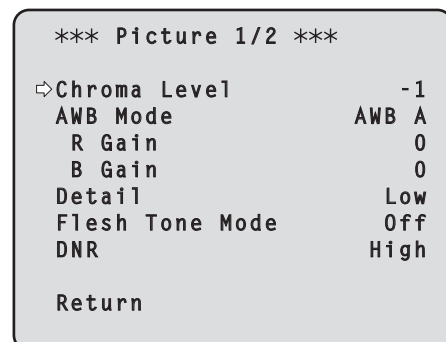 *** Picture 1/2 ***
⇨Chroma Level -1
AWB Mode AWB A
R Gain 0
B Gain 0
Detail Low
Flesh Tone Mode Off
DNR High
Return